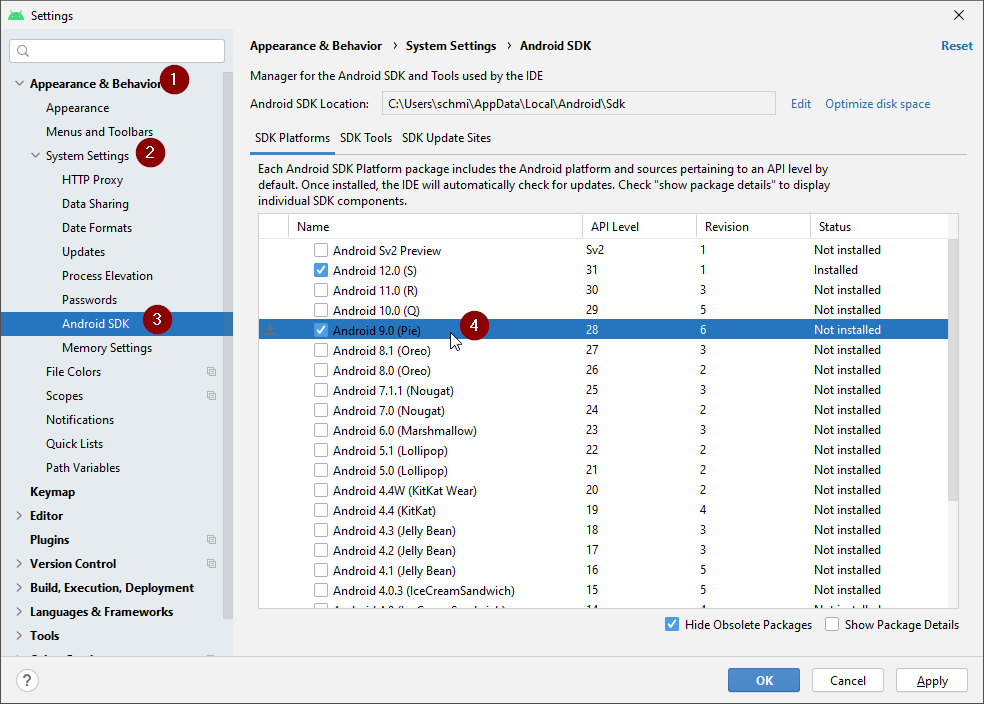 Settings
Appearance & Behavior 1
Appearance
Menus and Toolbars
System Settings 2
HTTP Proxy
Data Sharing
Date Formats
Updates
Process Elevation
Passwords
Android SDK 3
Memory Settings
File Colors
Scopes
Notifications
Quick Lists
Path Variables
Keymap
Editor
Plugins
Version Control
Build, Execution, Deployment
Languages & Frameworks
Tools
Appearance & Behavior › System Settings › Android SDK Reset
Manager for the Android SDK and Tools used by the IDE
Android SDK Location: C:\Users\schmi\AppData\Local\Android\Sdk Edit Optimize disk space
SDK Platforms SDK Tools SDK Update Sites
Each Android SDK Platform package includes the Android platform and sources pertaining to an API level by
default. Once installed, the IDE will automatically check for updates. Check "show package details" to display
individual SDK components.
Name API Level Revision Status
Android Sv2 Preview Sv2 1 Not installed
Android 12.0 (S) 31 1 Installed
Android 11.0 (R) 30 3 Not installed
Android 10.0 (Q) 29 5 Not installed
Android 9.0 (Pie) 4 28 6 Not installed
Android 8.1 (Oreo) 27 3 Not installed
Android 8.0 (Oreo) 26 2 Not installed
Android 7.1.1 (Nougat) 25 3 Not installed
Android 7.0 (Nougat) 24 2 Not installed
Android 6.0 (Marshmallow) 23 3 Not installed
Android 5.1 (Lollipop) 22 2 Not installed
Android 5.0 (Lollipop) 21 2 Not installed
Android 4.4W (KitKat Wear) 20 2 Not installed
Android 4.4 (KitKat) 19 4 Not installed
Android 4.3 (Jelly Bean) 18 3 Not installed
Android 4.2 (Jelly Bean) 17 3 Not installed
Android 4.1 (Jelly Bean) 16 5 Not installed
Android 4.0.3 (IceCreamSandwich) 15 5 Not installed
Hide Obsolete Packages Show Package Details
? OK Cancel Apply